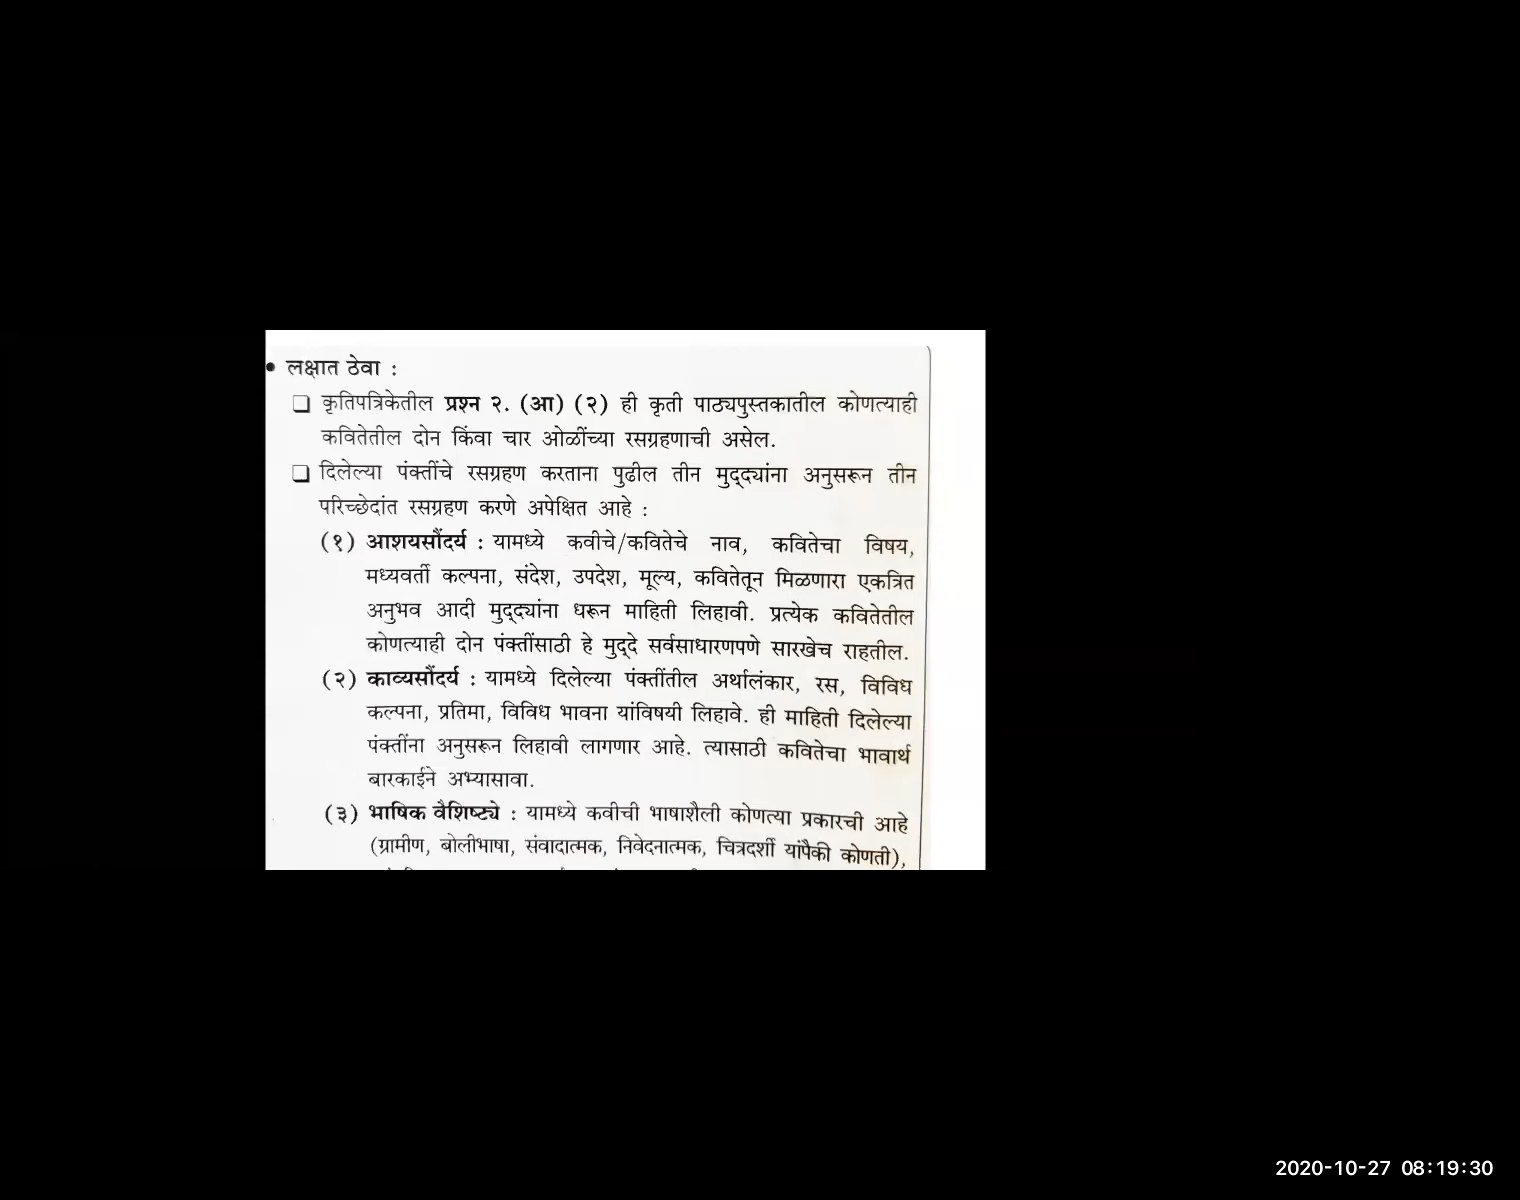 • लक्षात ठेवा :
❏ कृतिपत्रिकेतील प्रश्न २. (आ) (२) ही कृती पाठ्यपुस्तकातील कोणत्याही
कवितेतील दोन किंवा चार ओळींच्या रसग्रहणाची असेल.
❏ दिलेल्या पंक्तींचे रसग्रहण करताना पुढील तीन मुद्द्यांना अनुसरून तीन
परिच्छेदांत रसग्रहण करणे अपेक्षित आहे :
(१) आशयसौंदर्य : यामध्ये कवीचे/कवितेचे नाव, कवितेचा विषय,
मध्यवर्ती कल्पना, संदेश, उपदेश, मूल्य, कवितेतून मिळणारा एकत्रित
अनुभव आदी मुद्द्यांना धरून माहिती लिहावी. प्रत्येक कवितेतील
कोणत्याही दोन पंक्तींसाठी हे मुद्दे सर्वसाधारणपणे सारखेच राहतील.
(२) काव्यसौंदर्य : यामध्ये दिलेल्या पंक्तींतील अर्थालंकार, रस, विविध
कल्पना, प्रतिमा, विविध भावना यांविषयी लिहावे. ही माहिती दिलेल्या
पंक्तींना अनुसरून लिहावी लागणार आहे. त्यासाठी कवितेचा भावार्थ
बारकाईने अभ्यासावा.
(३) भाषिक वैशिष्ट्ये : यामध्ये कवीची भाषाशैली कोणत्या प्रकारची आहे
(ग्रामीण, बोलीभाषा, संवादात्मक, निवेदनात्मक, चित्रदर्शी यांपैकी कोणती),
2020-10-27 08:19:30